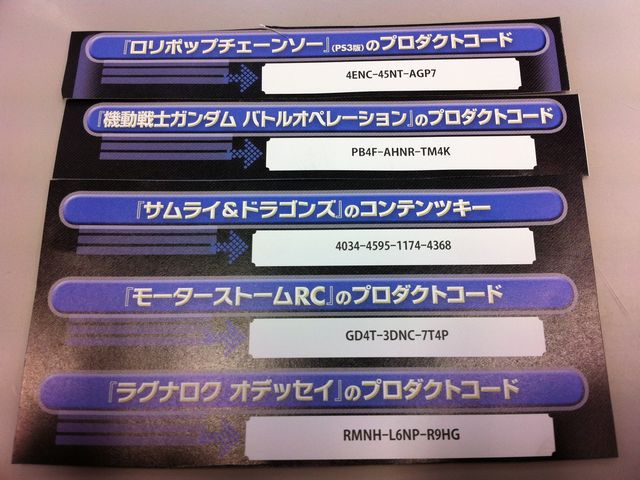 『ロリポップチェーンソー』(PS3版)のプロダクトコード
4ENC-45NT-AGP7
『機動戦士ガンダム バトルオペレーション』のプロダクトコード
PB4F-AHNR-TM4K
『サムライ&ドラゴンズ』のコンテンツキー
4034-4595-1174-4368
『モーターストームRC』のプロダクトコード
GD4T-3DNC-7T4P
『ラグナロク オデッセイ』のプロダクトコード
RMNH-L6NP-R9HG